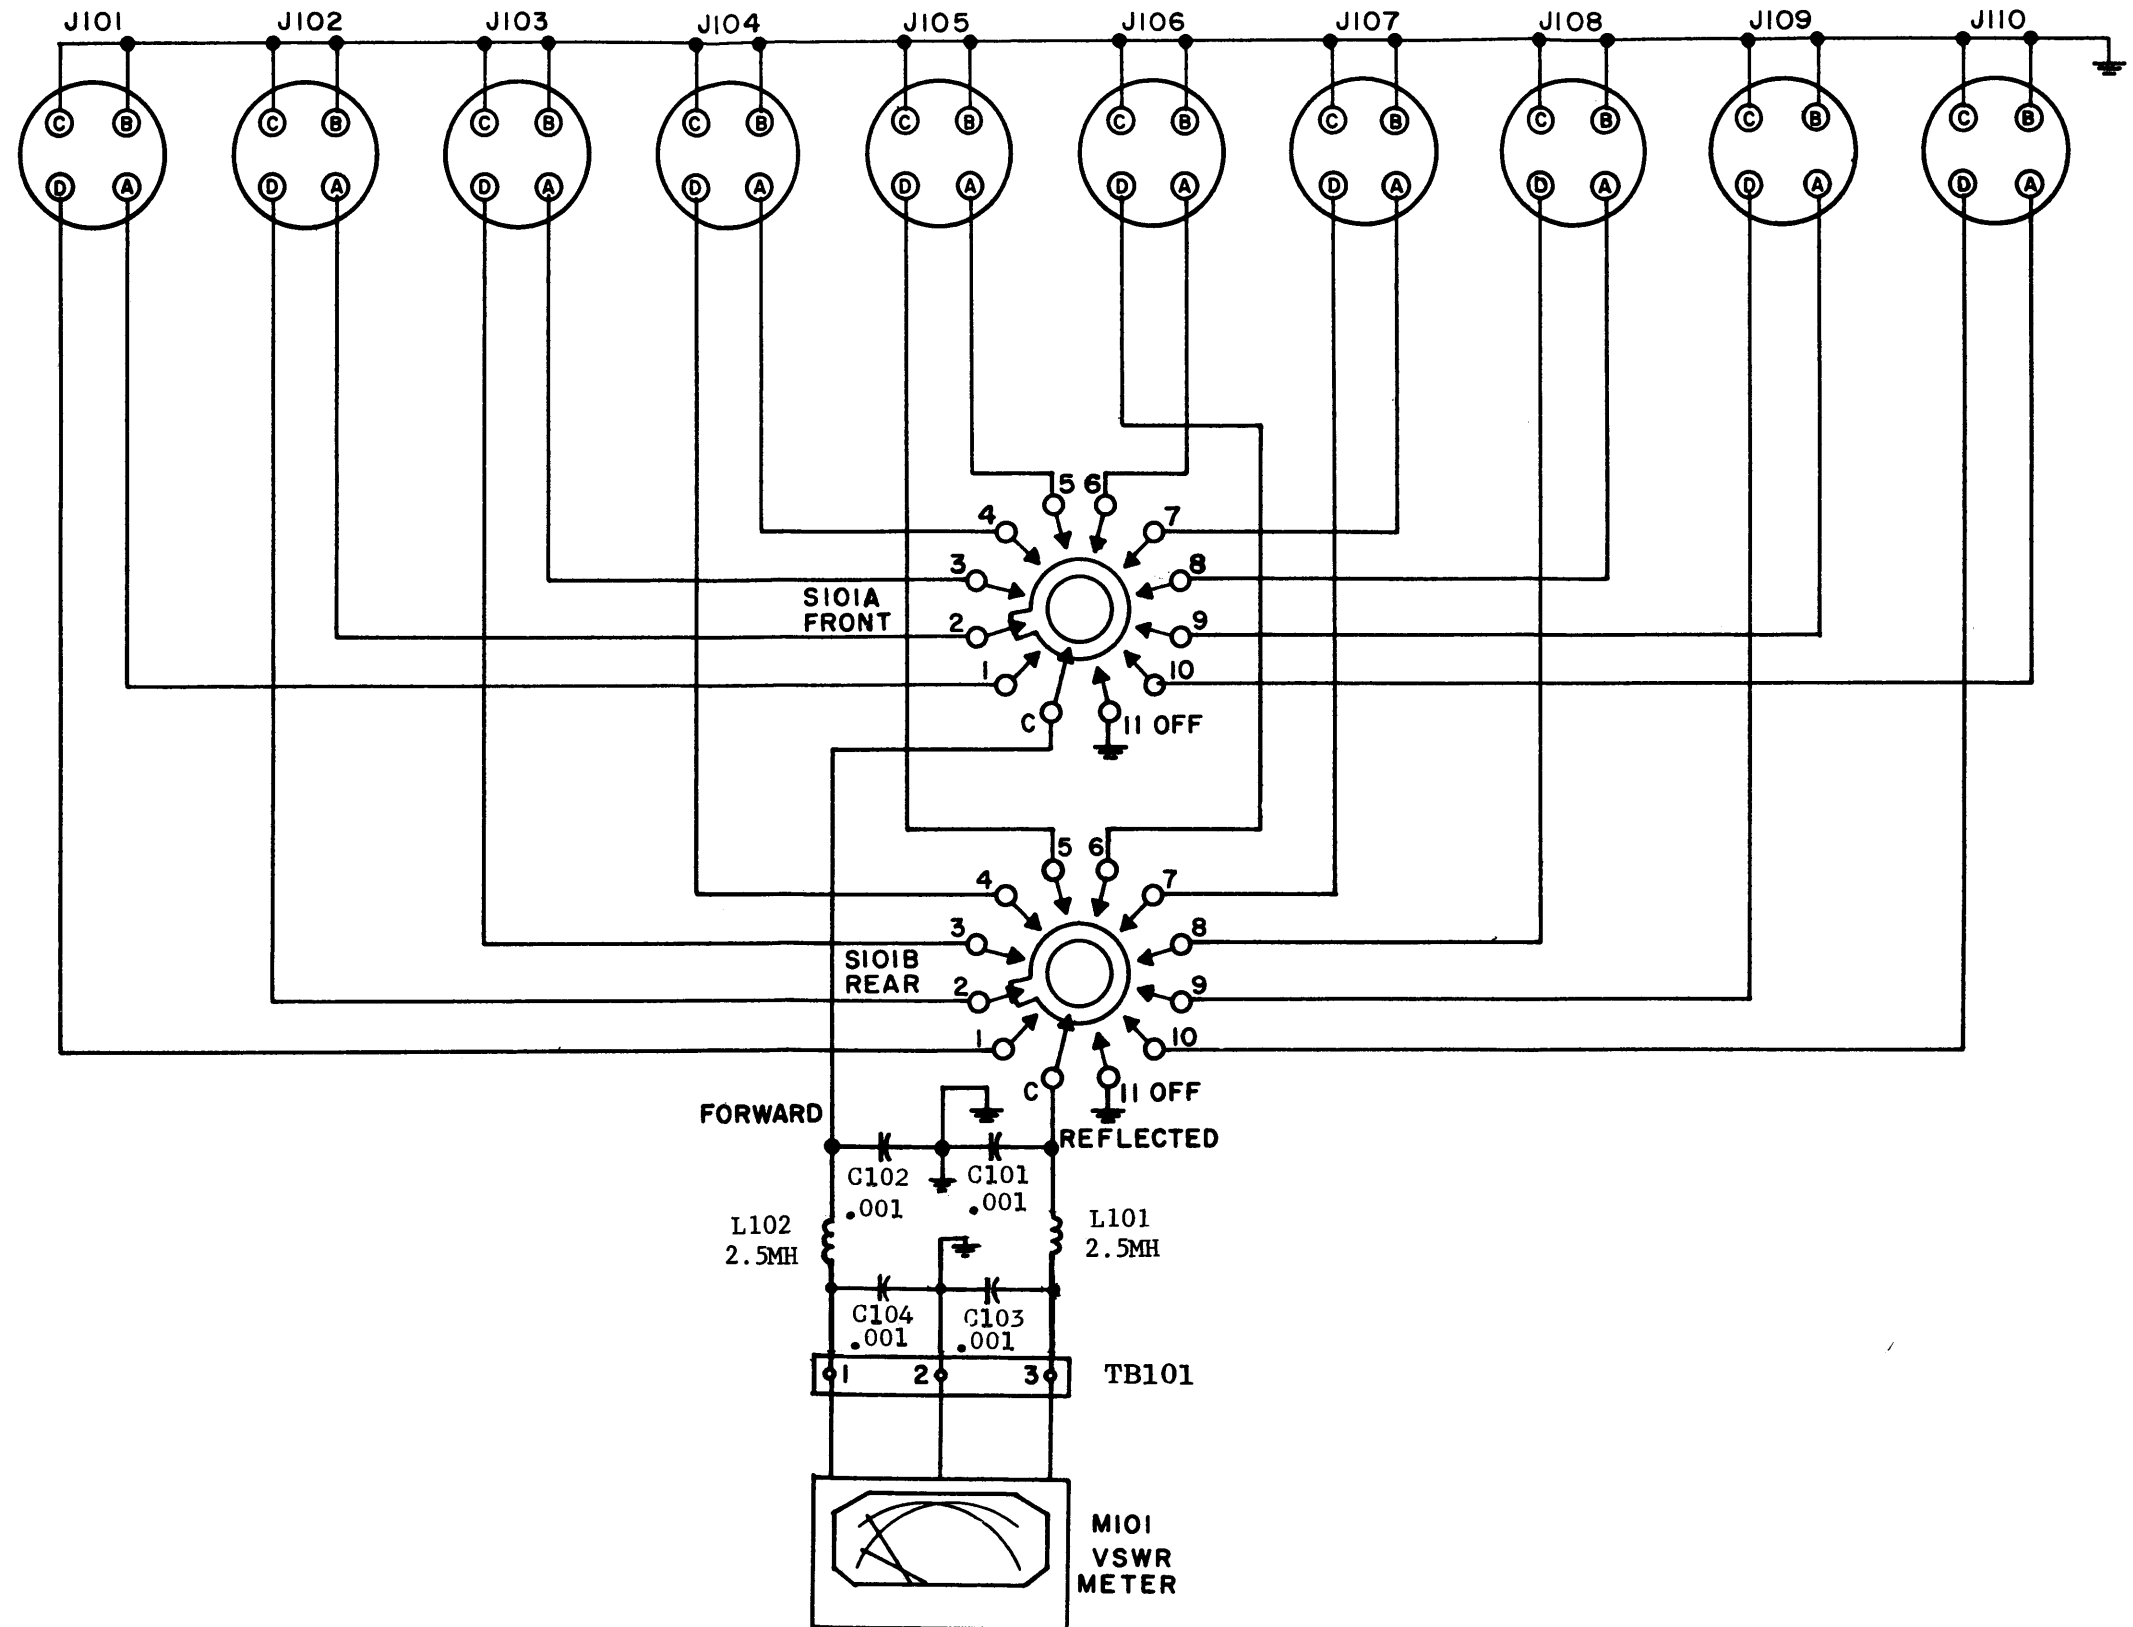 J101 J102 J103 J104 J105 J106 J107 J108 J109 J110
C B C B C B C B C B C B C B C B C B C B
D A D A D A D A D A D A D A D A D A D A
5 6
4 7
3 8
S101A
FRONT
2 9
1 10
C 11 OFF
5 6
4 7
3 8
S101B
REAR
2 9
1 10
C 11 OFF
FORWARD
REFLECTED
C102 C101
.001 .001
L102 L101
2.5MH 2.5MH
C104 C103
.001 .001
1 2 3 TB101
M101
VSWR
METER